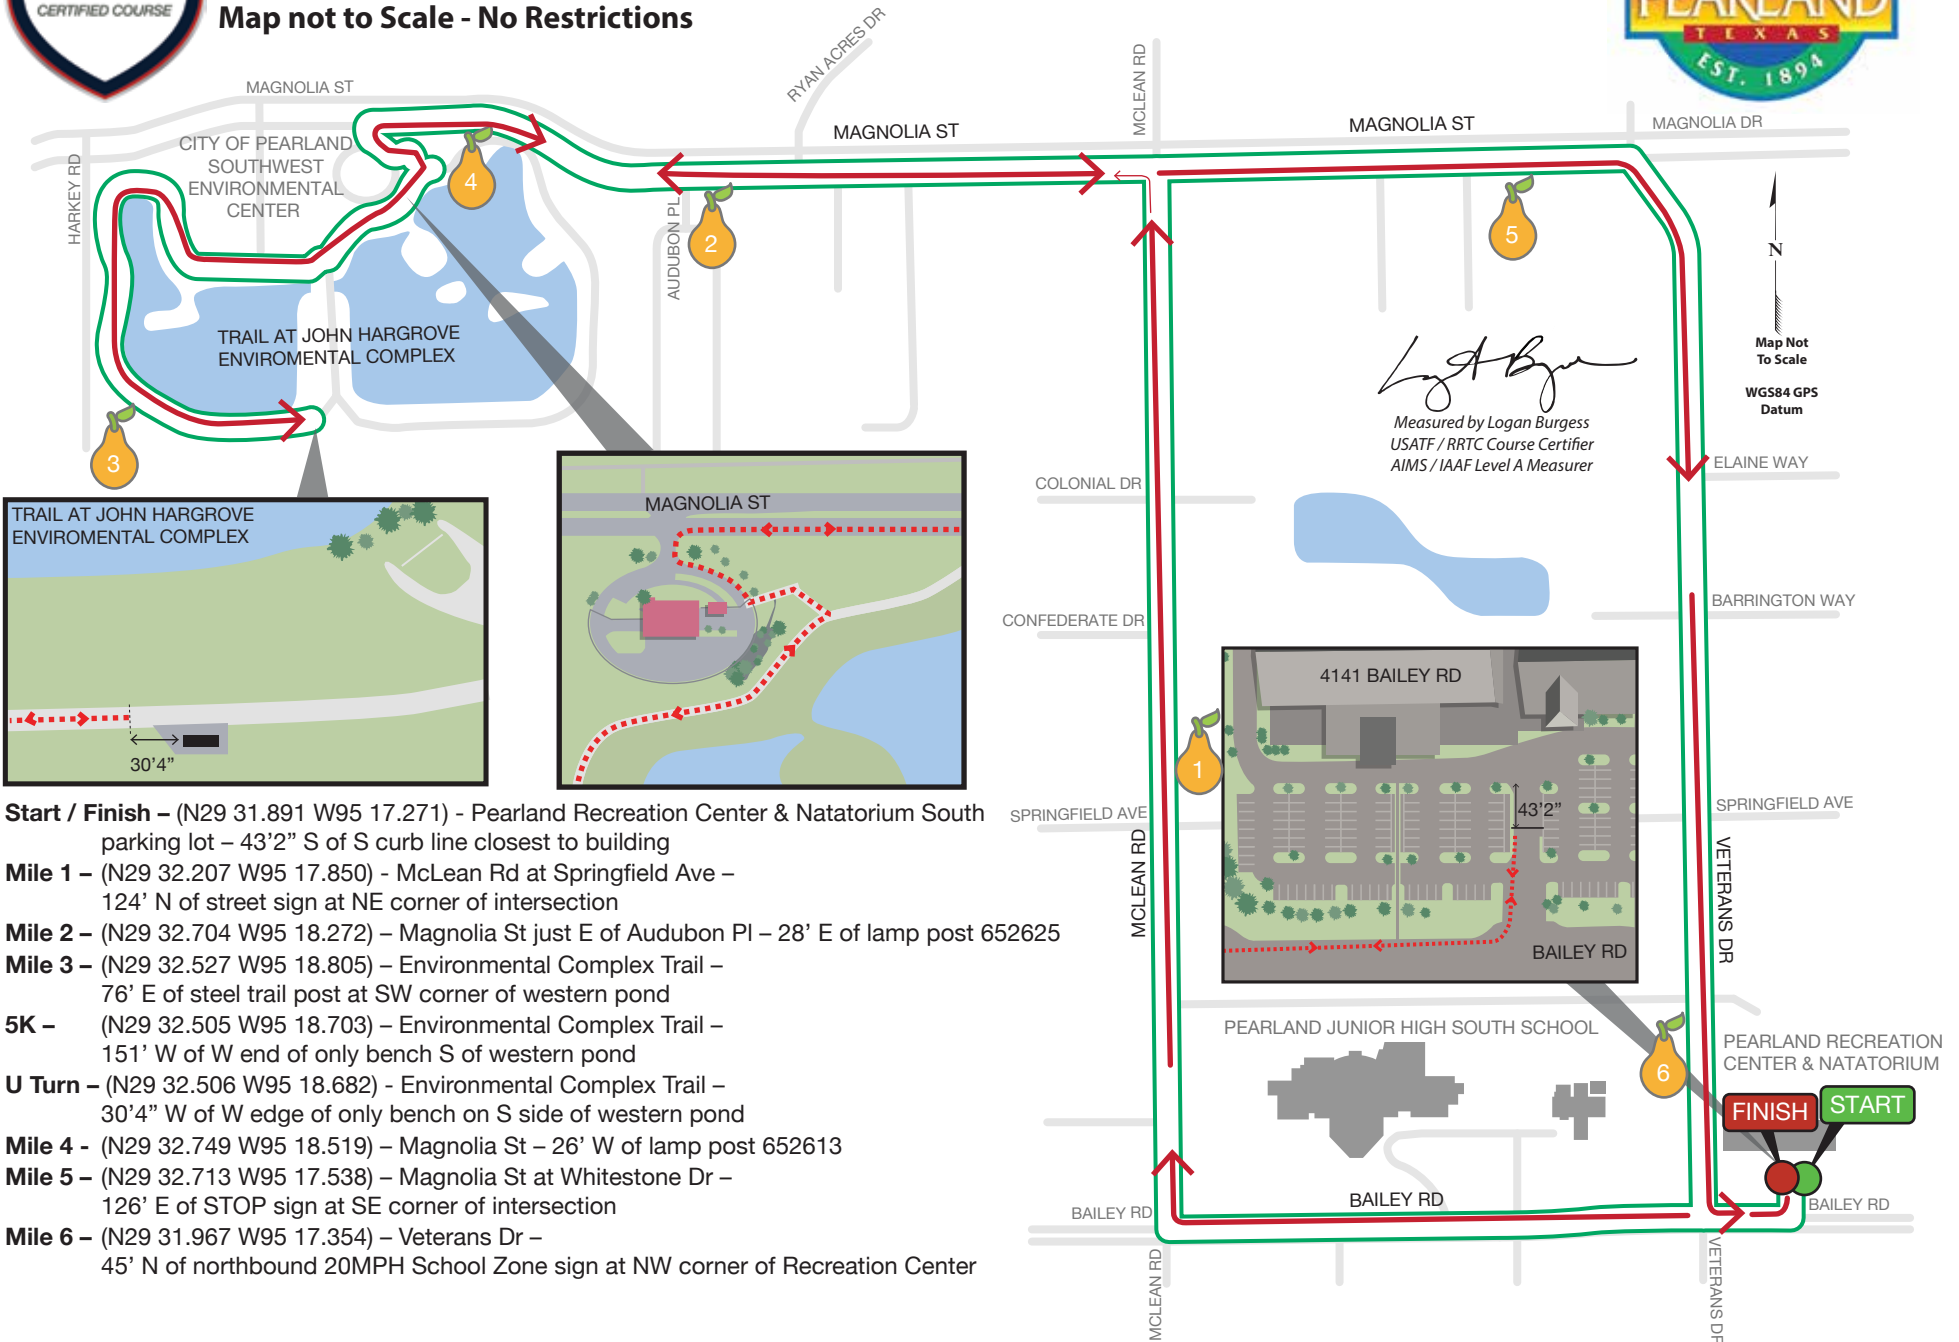 CERTIFIED COURSE
Map not to Scale - No Restrictions
PEARLAND
TEXAS
EST. 1894
MAGNOLIA ST
RYAN ACRES DR
MCLEAN RD
MAGNOLIA ST
MAGNOLIA ST
MAGNOLIA DR
CITY OF PEARLAND
SOUTHWEST
ENVIRONMENTAL
CENTER
HARKEY RD
4
AUDUBON PL
2
5
N
TRAIL AT JOHN HARGROVE
ENVIROMENTAL COMPLEX
Map Not
To Scale
WGS84 GPS
Datum
Measured by Logan Burgess
USATF / RRTC Course Certifier
AIMS / IAAF Level A Measurer
3
ELAINE WAY
COLONIAL DR
TRAIL AT JOHN HARGROVE
ENVIROMENTAL COMPLEX
30'4”
MAGNOLIA ST
BARRINGTON WAY
CONFEDERATE DR
4141 BAILEY RD
43'2”
BAILEY RD
1
SPRINGFIELD AVE
SPRINGFIELD AVE
MCLEAN RD
VETERANS DR
Start / Finish – (N29 31.891 W95 17.271) - Pearland Recreation Center & Natatorium South
parking lot – 43’2” S of S curb line closest to building
Mile 1 – (N29 32.207 W95 17.850) - McLean Rd at Springfield Ave –
124’ N of street sign at NE corner of intersection
Mile 2 – (N29 32.704 W95 18.272) – Magnolia St just E of Audubon Pl – 28’ E of lamp post 652625
Mile 3 – (N29 32.527 W95 18.805) – Environmental Complex Trail –
76’ E of steel trail post at SW corner of western pond
5K – (N29 32.505 W95 18.703) – Environmental Complex Trail –
151’ W of W end of only bench S of western pond
U Turn – (N29 32.506 W95 18.682) - Environmental Complex Trail –
30’4” W of W edge of only bench on S side of western pond
Mile 4 - (N29 32.749 W95 18.519) – Magnolia St – 26’ W of lamp post 652613
Mile 5 – (N29 32.713 W95 17.538) – Magnolia St at Whitestone Dr –
126’ E of STOP sign at SE corner of intersection
Mile 6 – (N29 31.967 W95 17.354) – Veterans Dr –
45’ N of northbound 20MPH School Zone sign at NW corner of Recreation Center
PEARLAND JUNIOR HIGH SOUTH SCHOOL
6
PEARLAND RECREATION
CENTER & NATATORIUM
FINISH
START
BAILEY RD
BAILEY RD
BAILEY RD
MCLEAN RD
VETERANS DR